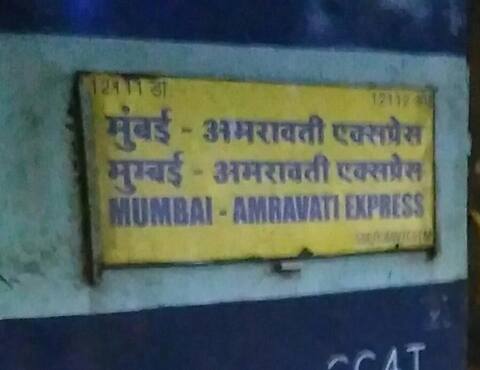 12111 डा
12112 डा
मुंबई - अमरावती एक्सप्रेस
मुम्बई - अमरावती एक्सप्रेस
MUMBAI - AMRAVATI EXPRESS